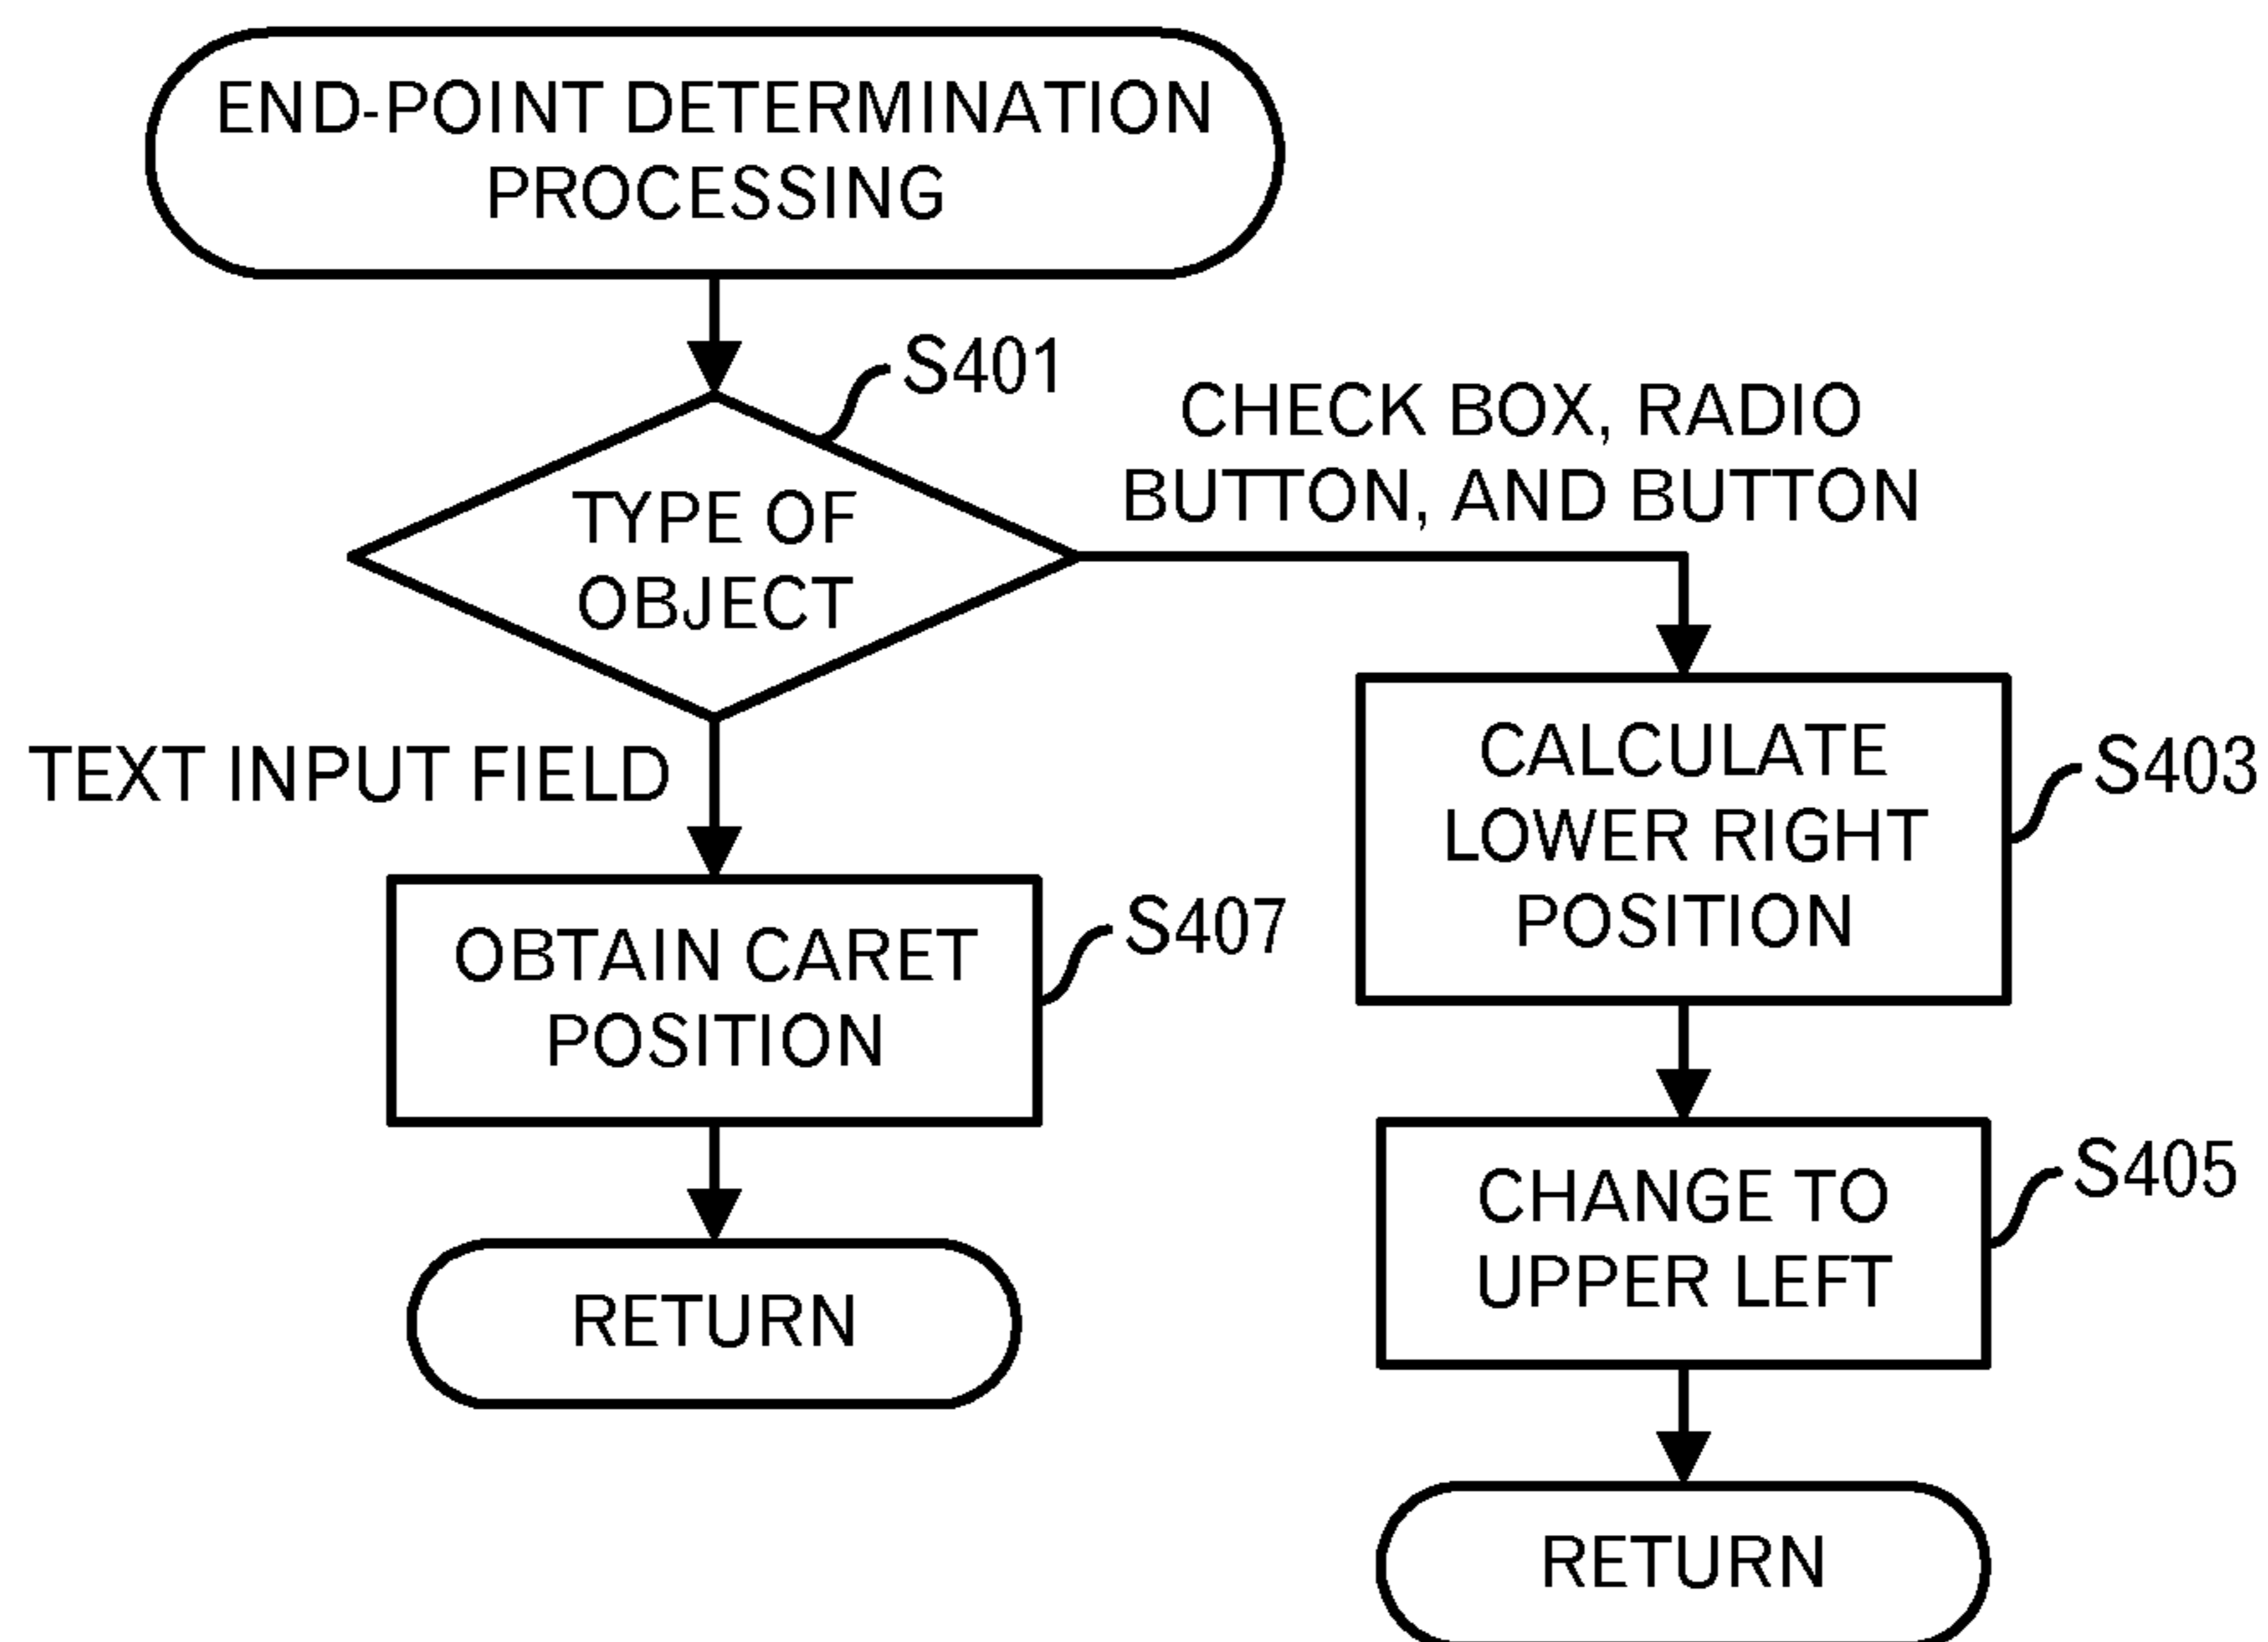 END-POINT DETERMINATION
PROCESSING
S401
CHECK BOX, RADIO
BUTTON, AND BUTTON
TYPE OF
OBJECT
TEXT INPUT FIELD
CALCULATE
LOWER RIGHT
POSITION
S403
OBTAIN CARET
POSITION
S407
CHANGE TO
UPPER LEFT
S405
RETURN
RETURN